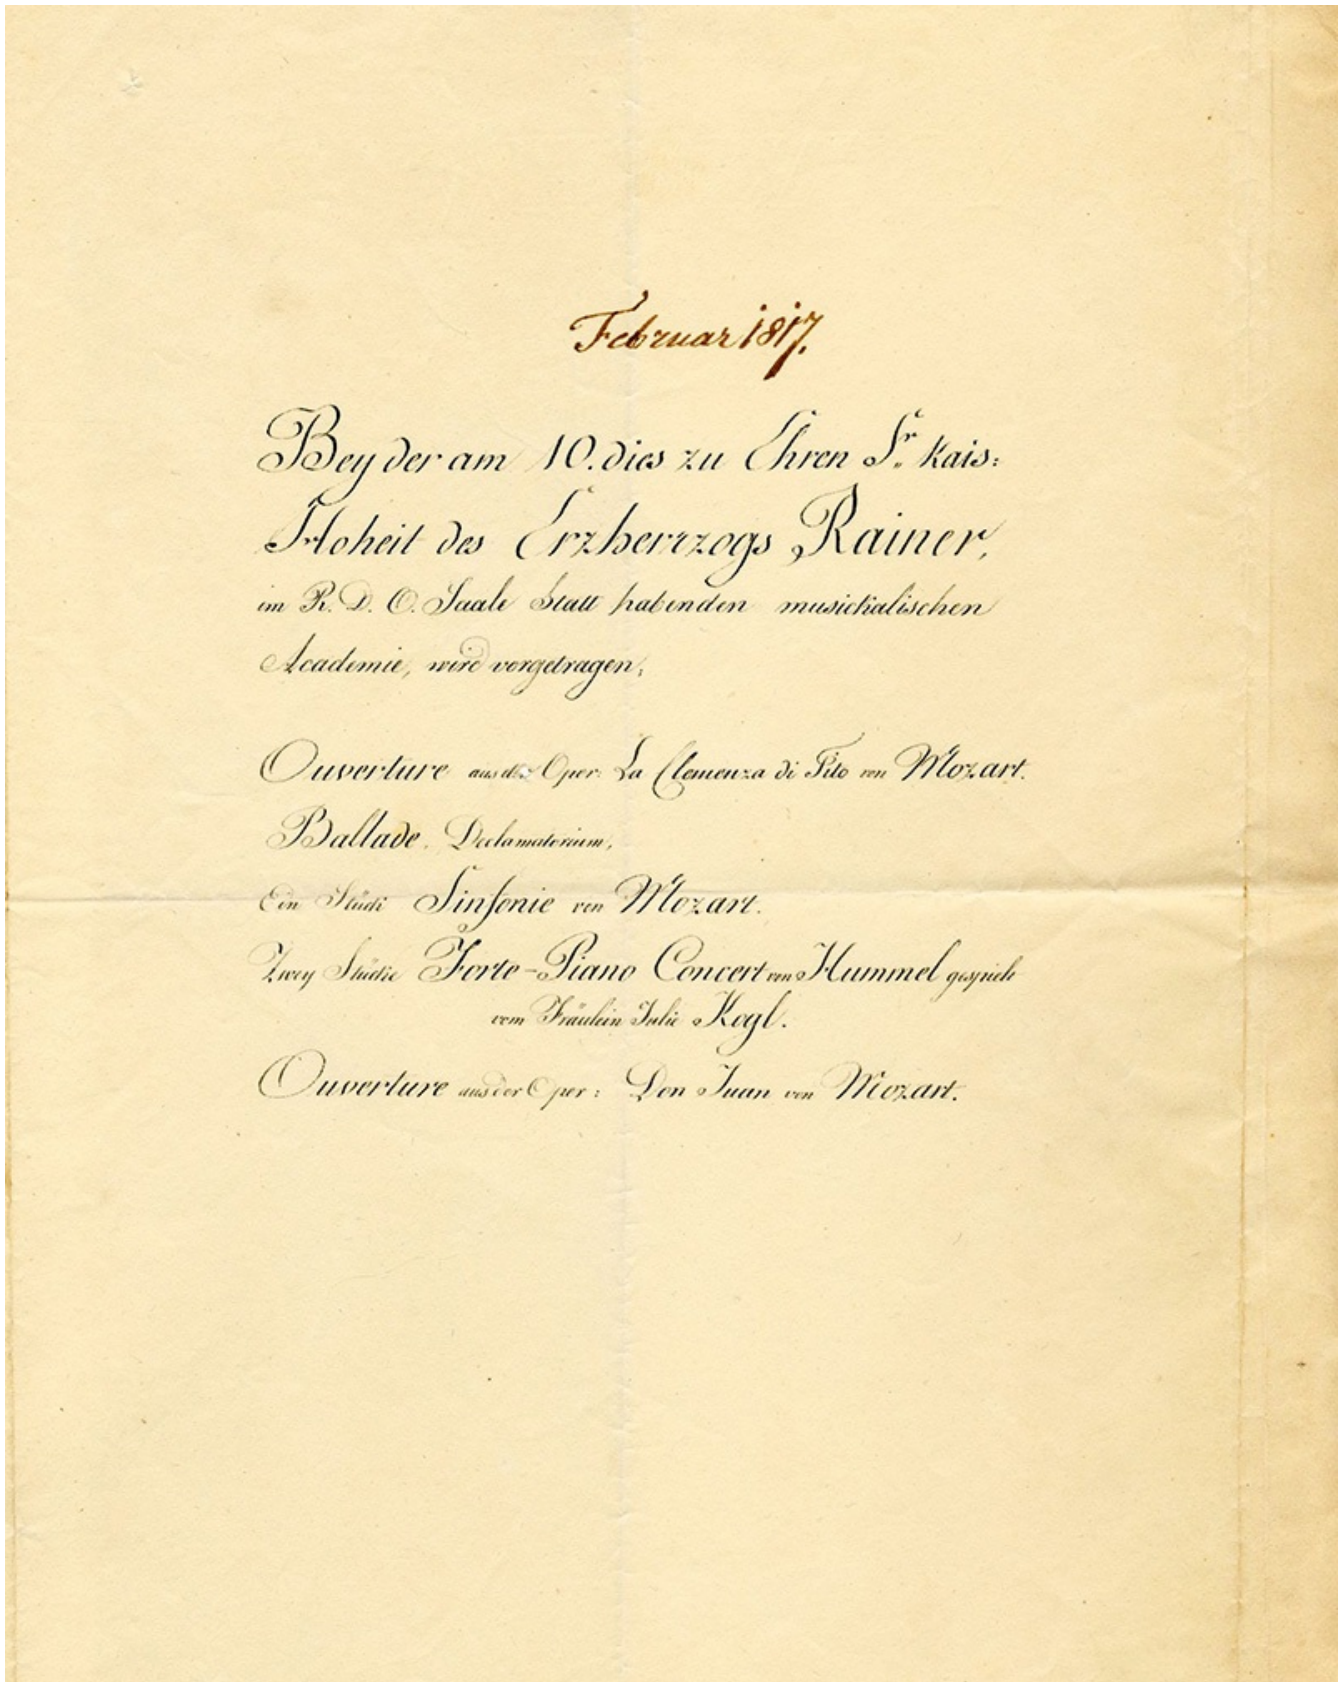 Februar 1817.
Bey der am 10. dies zu Ehren Sr. kais:
Hoheit des Erzherzogs Rainer,
im R. D. O. Saale Statt habenden musickalischen
Academie, wird vorgetragen,
Ouverture aus der Oper: La Clemenza di Tito von Mozart.
Ballade, Declamatorium,
Ein Stück Sinfonie von Mozart.
Zwey Stücke Forte-Piano Concert von Hummel gespielt
vom Fräulein Julie Kogl.
Ouverture aus der Oper: Don Juan von Mozart.